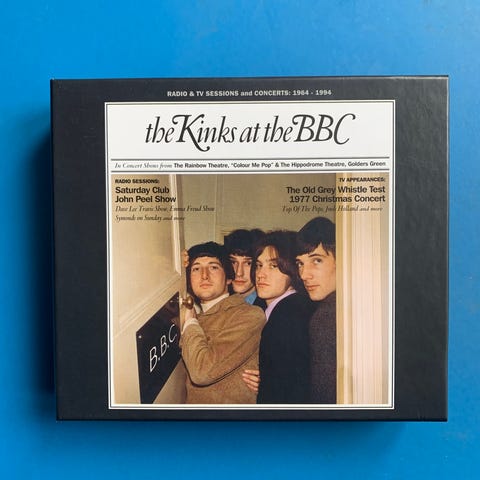 RADIO & TV SESSIONS and CONCERTS: 1964 - 1994
the Kinks at the BBC
In Concert Shows from The Rainbow Theatre, "Colour Me Pop" & The Hippodrome Theatre, Golders Green
RADIO SESSIONS:
Saturday Club
John Peel Show
Dave Lee Travis Show, Emma Freud Show
Symonds on Sunday and more
TV APPEARANCES:
The Old Grey Whistle Test
1977 Christmas Concert
Top Of The Pops, Jools Holland and more
B.B.C.